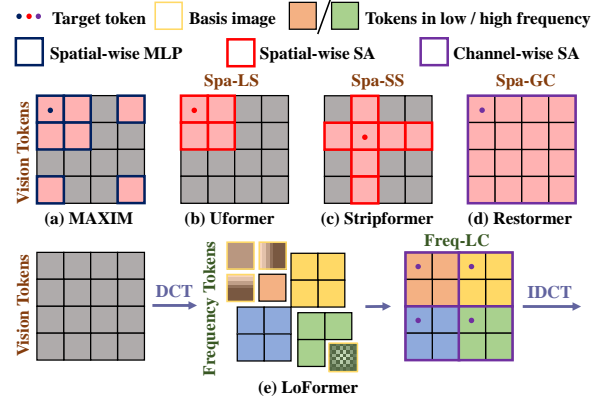 Target token Basis image / Tokens in low / high frequency
Spatial-wise MLP Spatial-wise SA Channel-wise SA
Spa-LS Spa-SS Spa-GC
Vision Tokens
(a) MAXIM (b) Uformer (c) Stripformer (d) Restormer
Freq-LC
Vision Tokens
DCT
Frequency Tokens
IDCT
(e) LoFormer